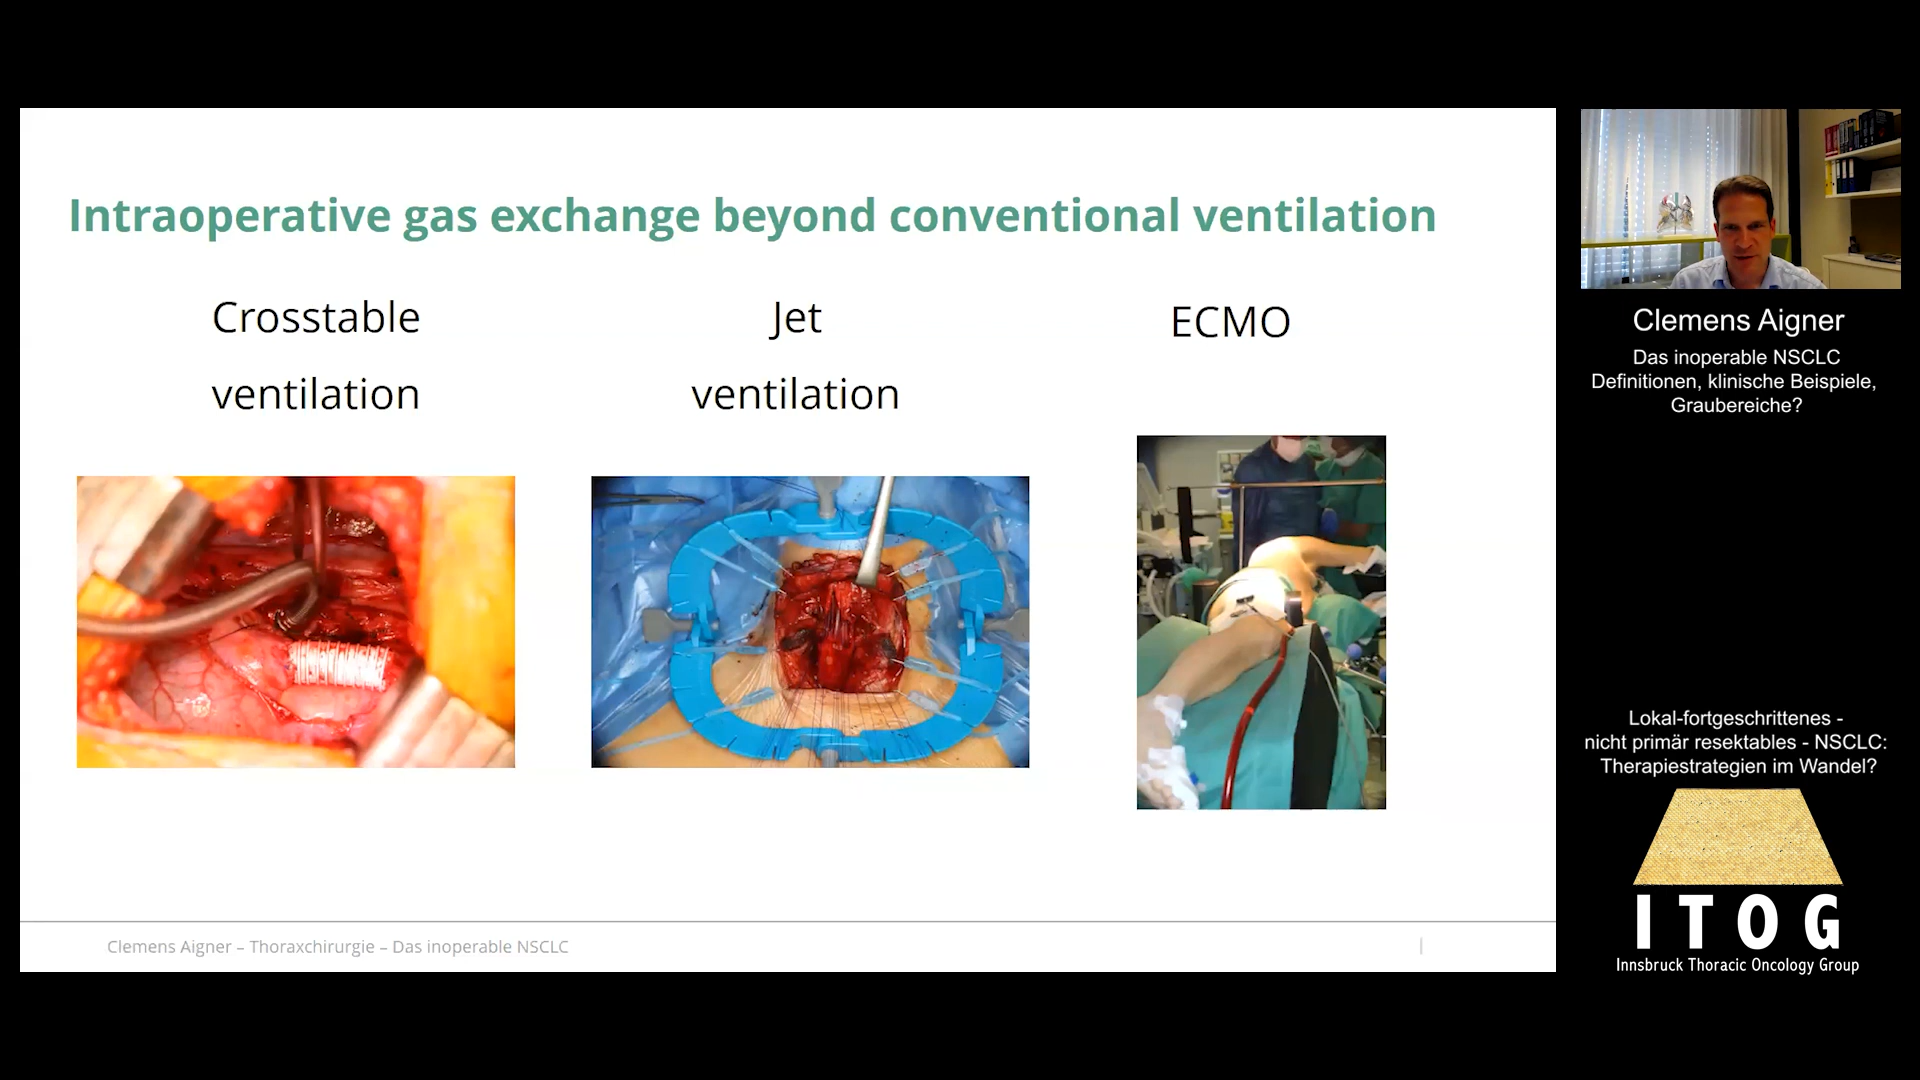 Intraoperative gas exchange beyond conventional ventilation
Crosstable
ventilation
Jet
ventilation
ECMO
Clemens Aigner – Thoraxchirurgie – Das inoperable NSCLC
Clemens Aigner
Das inoperable NSCLC
Definitionen, klinische Beispiele,
Graubereiche?
Lokal-fortgeschrittenes -
nicht primär resektables - NSCLC:
Therapiestrategien im Wandel?
ITOG
Innsbruck Thoracic Oncology Group